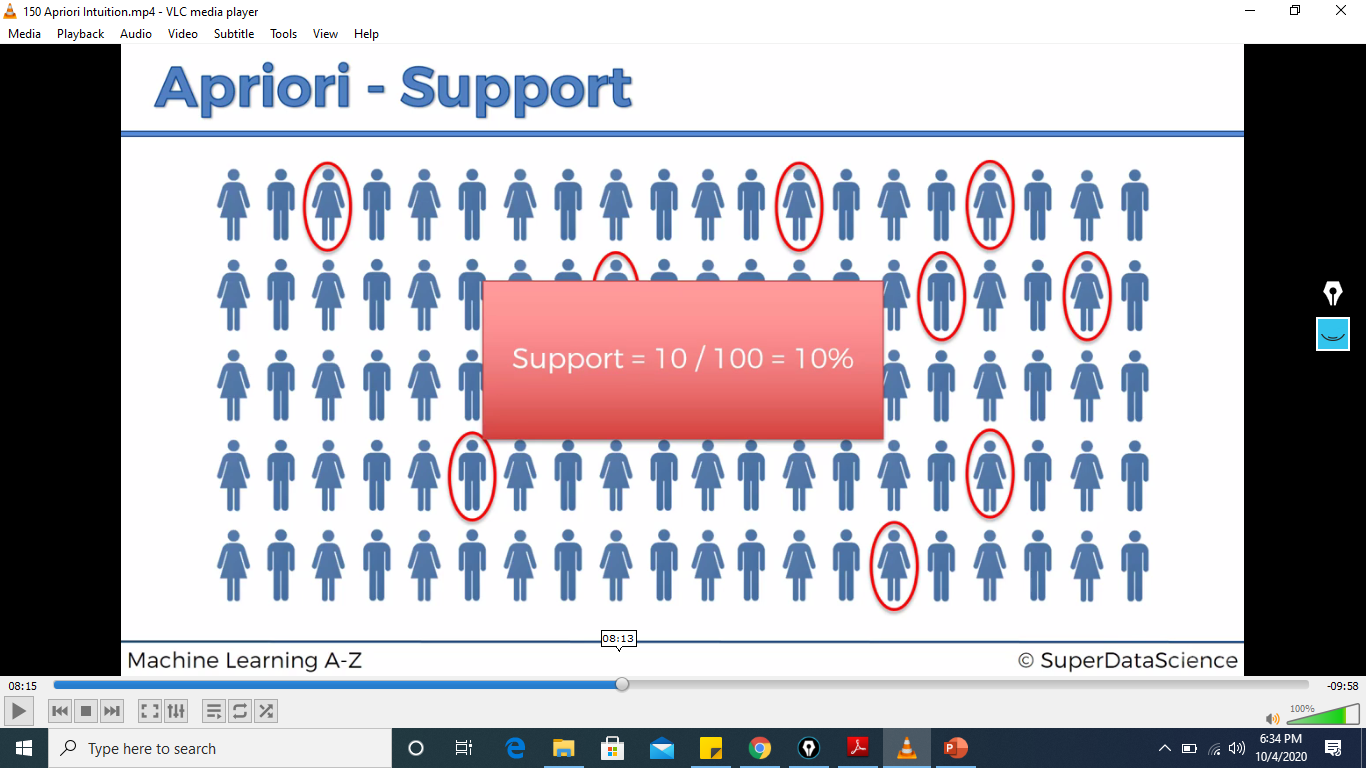 150 Apriori Intuition.mp4 - VLC media player
Media Playback Audio Video Subtitle Tools View Help
Apriori - Support
Support = 10 / 100 = 10%
08:13
Machine Learning A-Z
© SuperDataScience
08:15
-09:58
100%
Type here to search
6:34 PM
10/4/2020